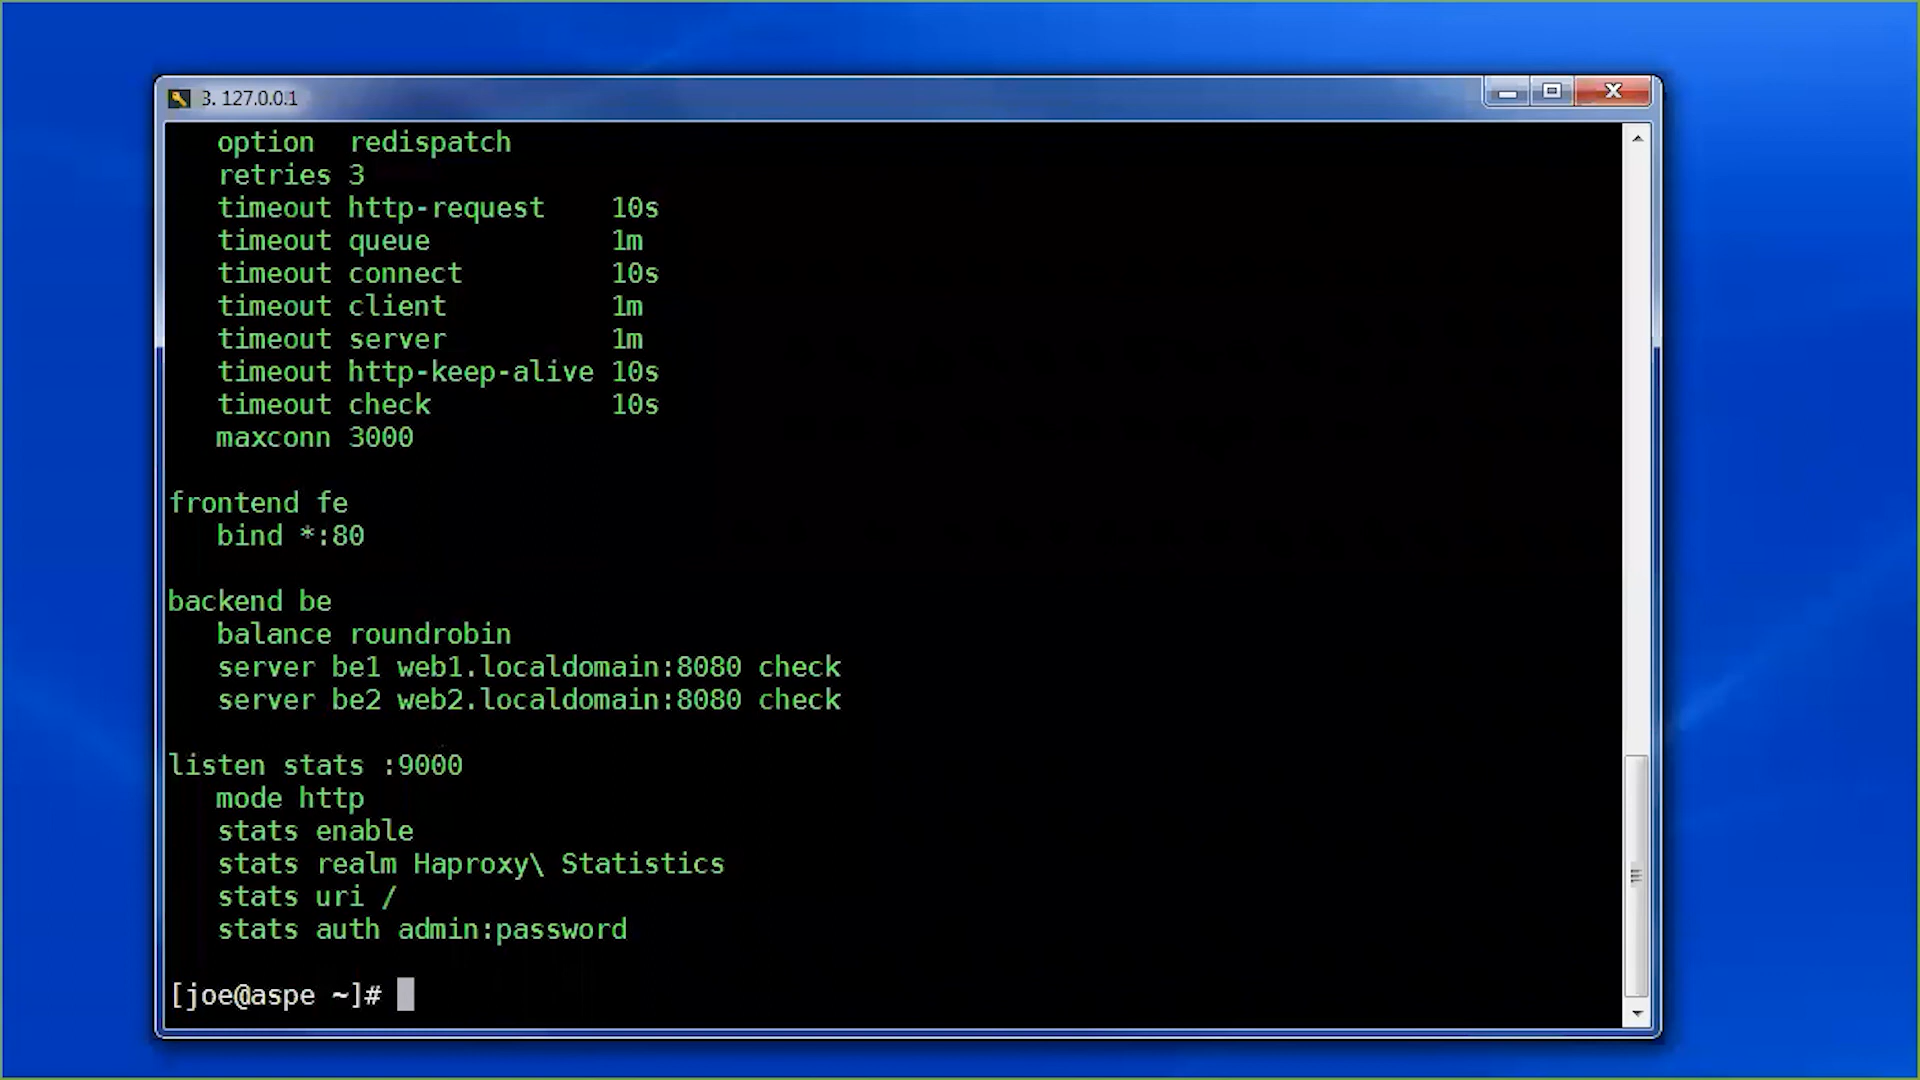 3. 127.0.0.1
option  redispatch
retries 3
timeout http-request    10s
timeout queue           1m
timeout connect         10s
timeout client          1m
timeout server          1m
timeout http-keep-alive 10s
timeout check           10s
maxconn 3000
frontend fe
bind *:80
backend be
balance roundrobin
server be1 web1.localdomain:8080 check
server be2 web2.localdomain:8080 check
listen stats :9000
mode http
stats enable
stats realm Haproxy\ Statistics
stats uri /
stats auth admin:password
[joe@aspe ~]#